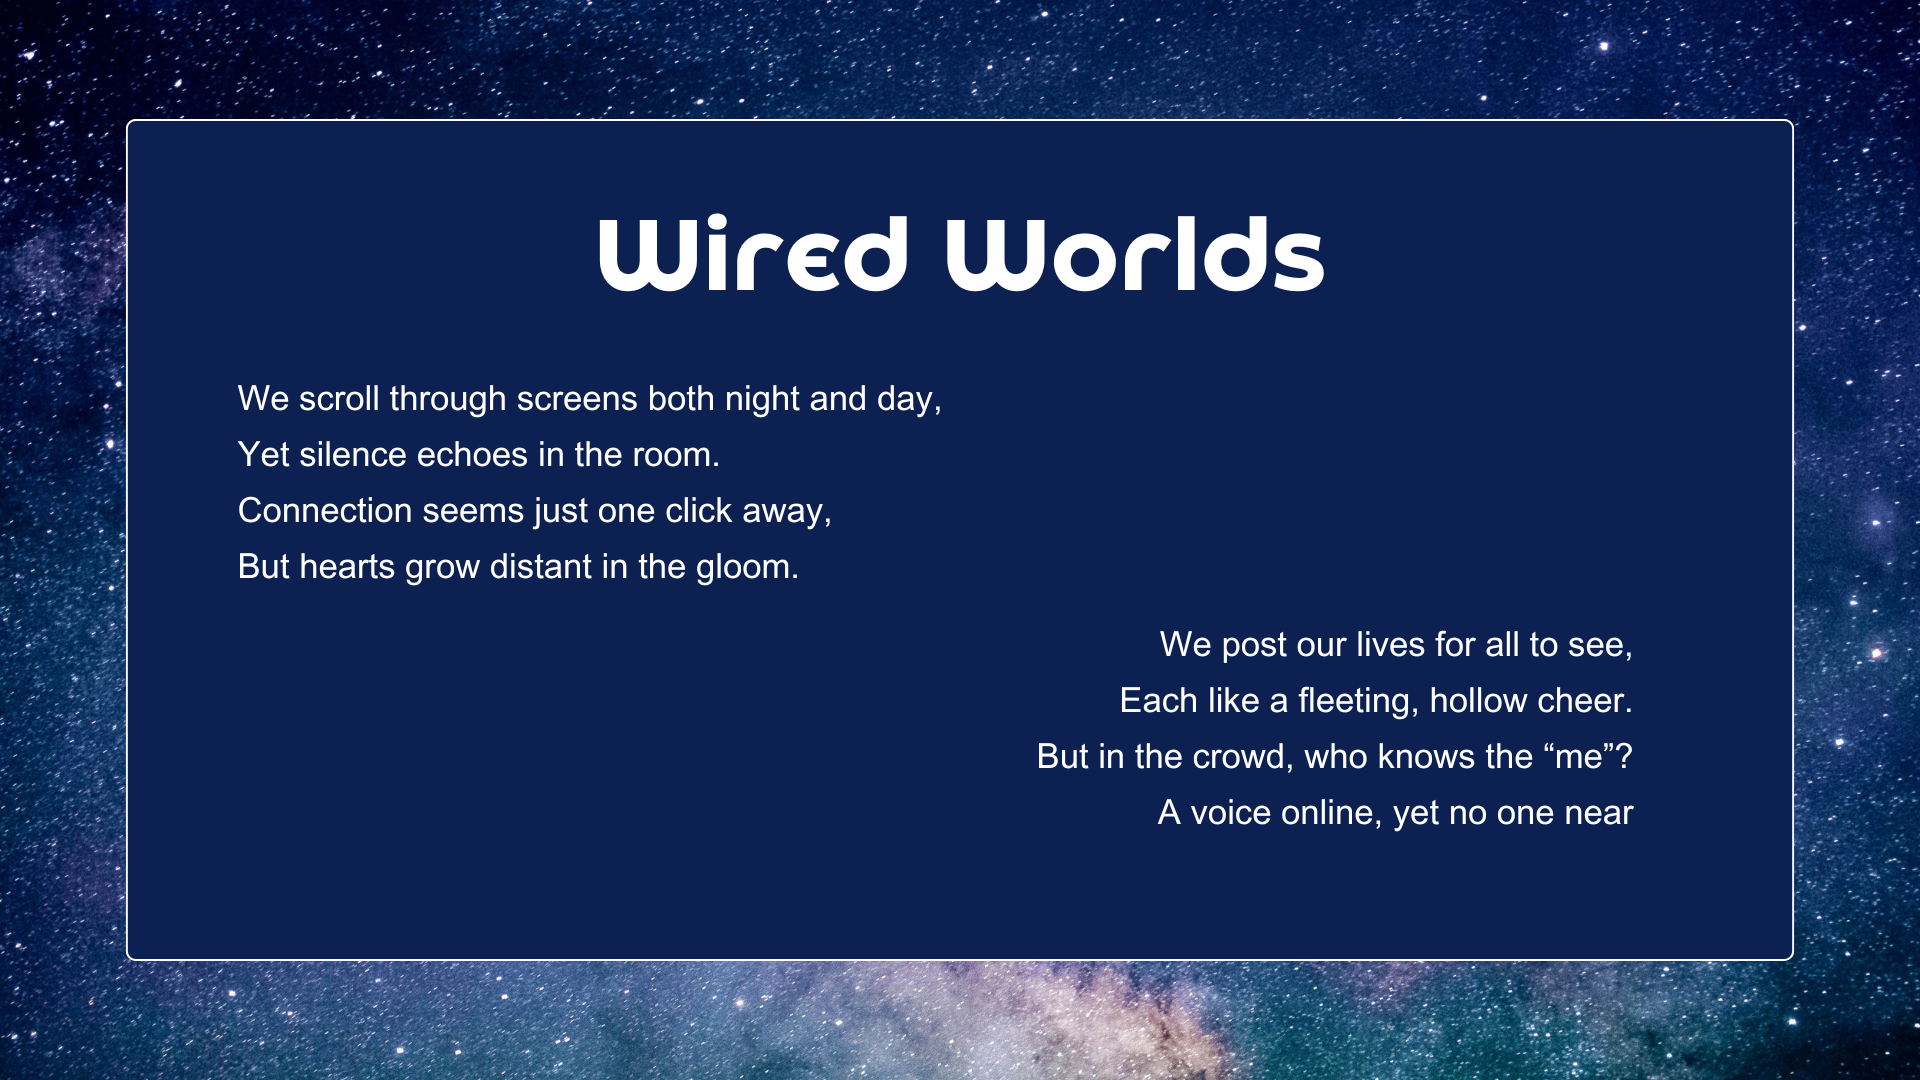 Wired Worlds
We scroll through screens both night and day,
Yet silence echoes in the room.
Connection seems just one click away,
But hearts grow distant in the gloom.
We post our lives for all to see,
Each like a fleeting, hollow cheer.
But in the crowd, who knows the “me”?
A voice online, yet no one near